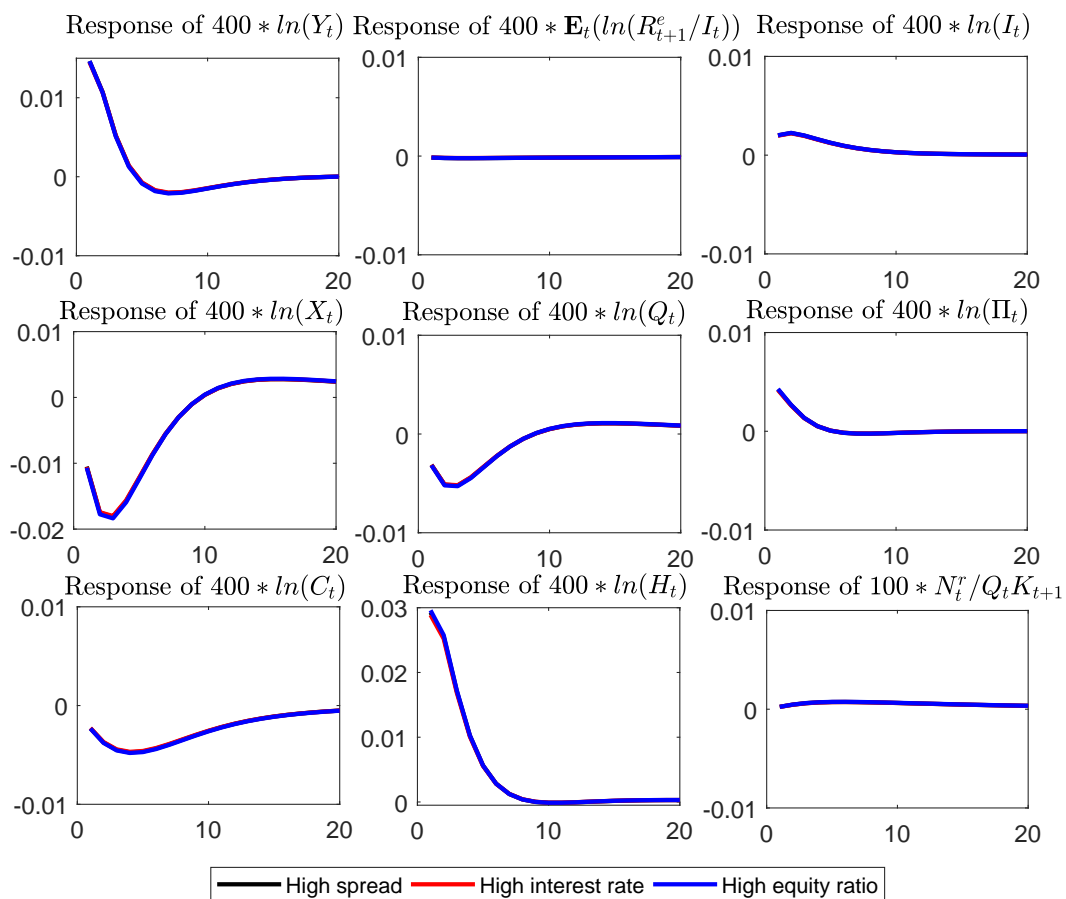 Response of 400 ∗ ln(Y_t)
Response of 400 ∗ E_t(ln(R^e_{t+1}/I_t))
Response of 400 ∗ ln(I_t)
0.01
0
-0.01
0 10 20
0.01
0
-0.01
0 10 20
0.01
0
-0.01
0 10 20
Response of 400 ∗ ln(X_t)
Response of 400 ∗ ln(Q_t)
Response of 400 ∗ ln(Π_t)
0.01
0
-0.01
-0.02
0 10 20
0.01
0
-0.01
0 10 20
0.01
0
-0.01
0 10 20
Response of 400 ∗ ln(C_t)
Response of 400 ∗ ln(H_t)
Response of 100 ∗ N^r_t/Q_tK_{t+1}
0.01
0
-0.01
0 10 20
0.03
0.02
0.01
0
0 10 20
0.01
0
-0.01
0 10 20
High spread High interest rate High equity ratio